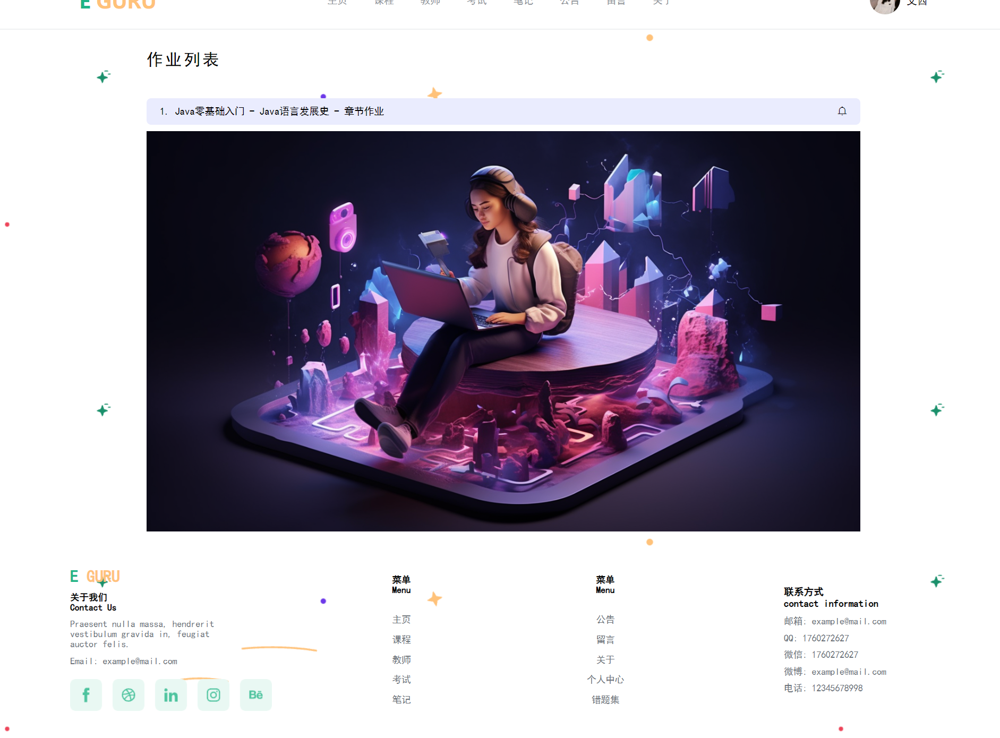 E GURU
主页 课程 教师 考试 笔记 公告 留言 关于
文四
作业列表
1. Java零基础入门 - Java语言发展史 - 章节作业
E GURU
关于我们
Contact Us
Praesent nulla massa, hendrerit
vestibulum gravida in, feugiat
auctor felis.
Email: example@mail.com
f
in
Bē
菜单
Menu
主页
课程
教师
考试
笔记
菜单
Menu
公告
留言
关于
个人中心
错题集
联系方式
contact information
邮箱: example@mail.com
QQ: 1760272627
微信: 1760272627
微博: example@mail.com
电话: 12345678998